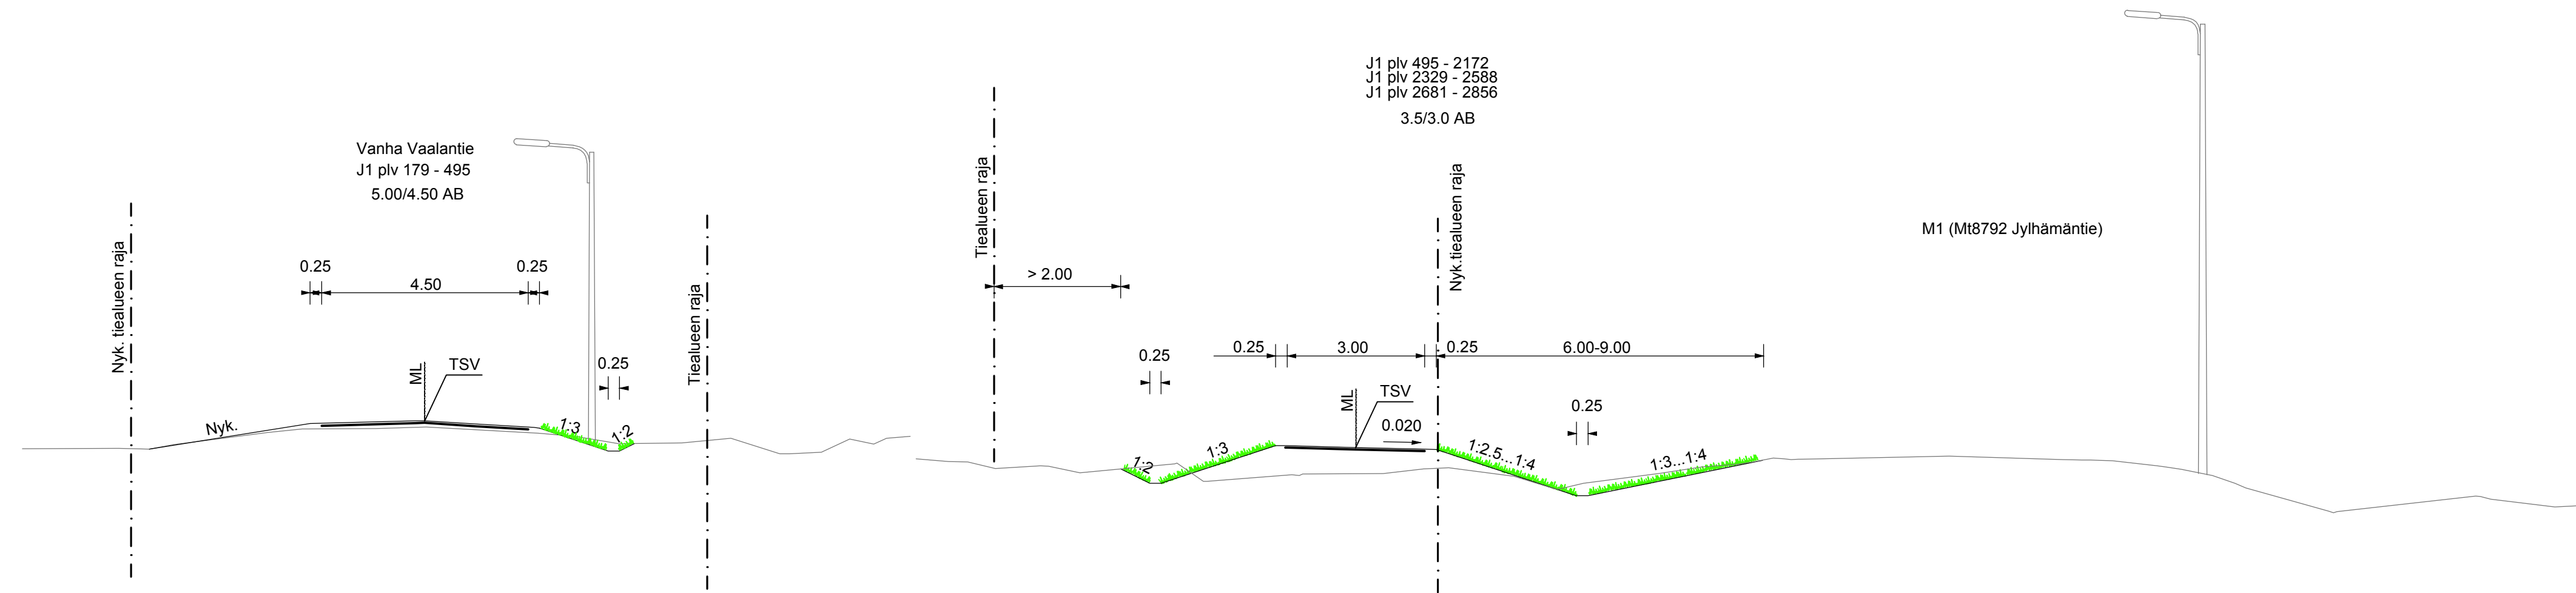 Vanha Vaalantie
J1 plv 179 - 495
5.00/4.50 AB
Nyk. tiealueen raja
0.25
4.50
0.25
0.25
Tiealueen raja
ML
TSV
Nyk.
1:3
1:2
J1 plv 495 - 2172
J1 plv 2329 - 2588
J1 plv 2681 - 2856
3.5/3.0 AB
Tiealueen raja
> 2.00
Nyk.tiealueen raja
0.25
0.25
3.00
0.25
6.00-9.00
ML
TSV
0.020
0.25
1:2
1:3
1:2.5...1:4
1:3...1:4
M1 (Mt8792 Jylhämäntie)